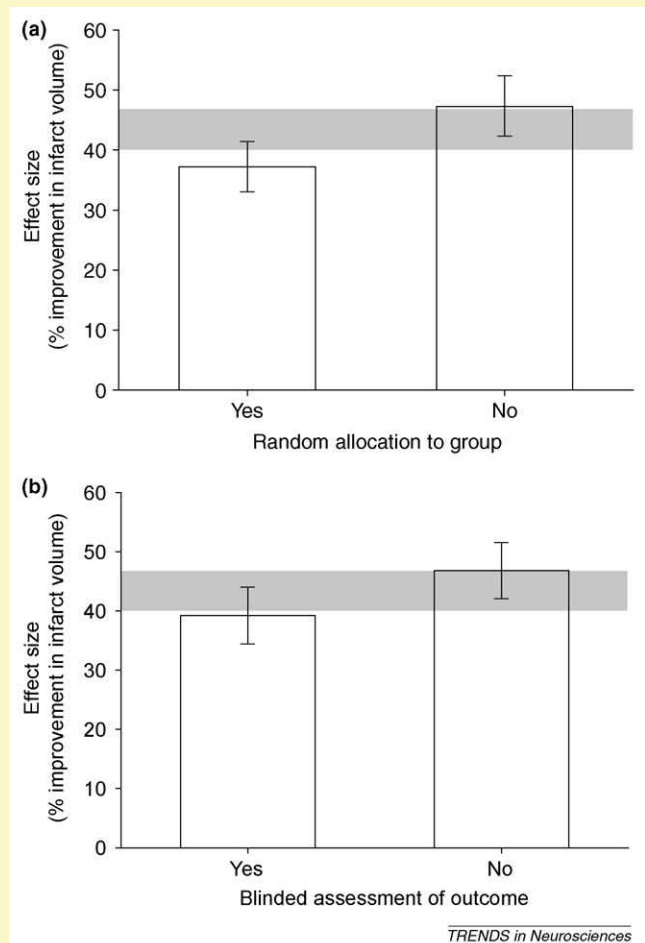 (a)
60
50
40
30
20
10
0
Effect size
(% improvement in infarct volume)
Yes No
Random allocation to group
(b)
60
50
40
30
20
10
0
Effect size
(% improvement in infarct volume)
Yes No
Blinded assessment of outcome
TRENDS in Neurosciences